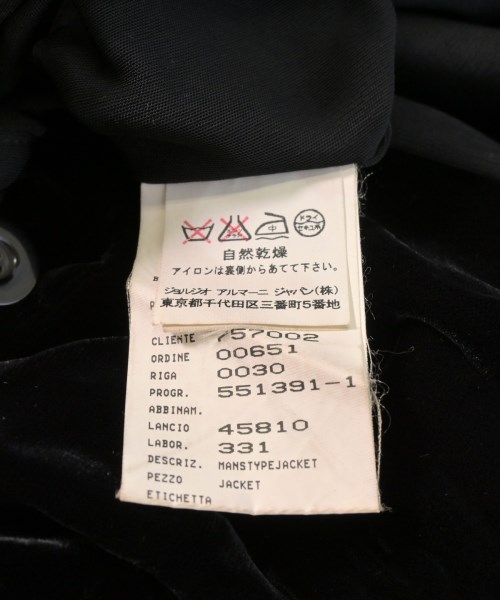 中
ドライ
セキユ系
自然乾燥
アイロンは裏側からあてて下さい。
ジョルジオ アルマーニ ジャパン(株)
東京都千代田区三番町5番地
CLIENTE 757002
ORDINE 00651
RIGA 0030
PROGR. 551391-1
ABBINAM.
LANCIO 45810
LABOR. 331
DESCRIZ. MANSTYPEJACKET
PEZZO JACKET
ETICHETTA